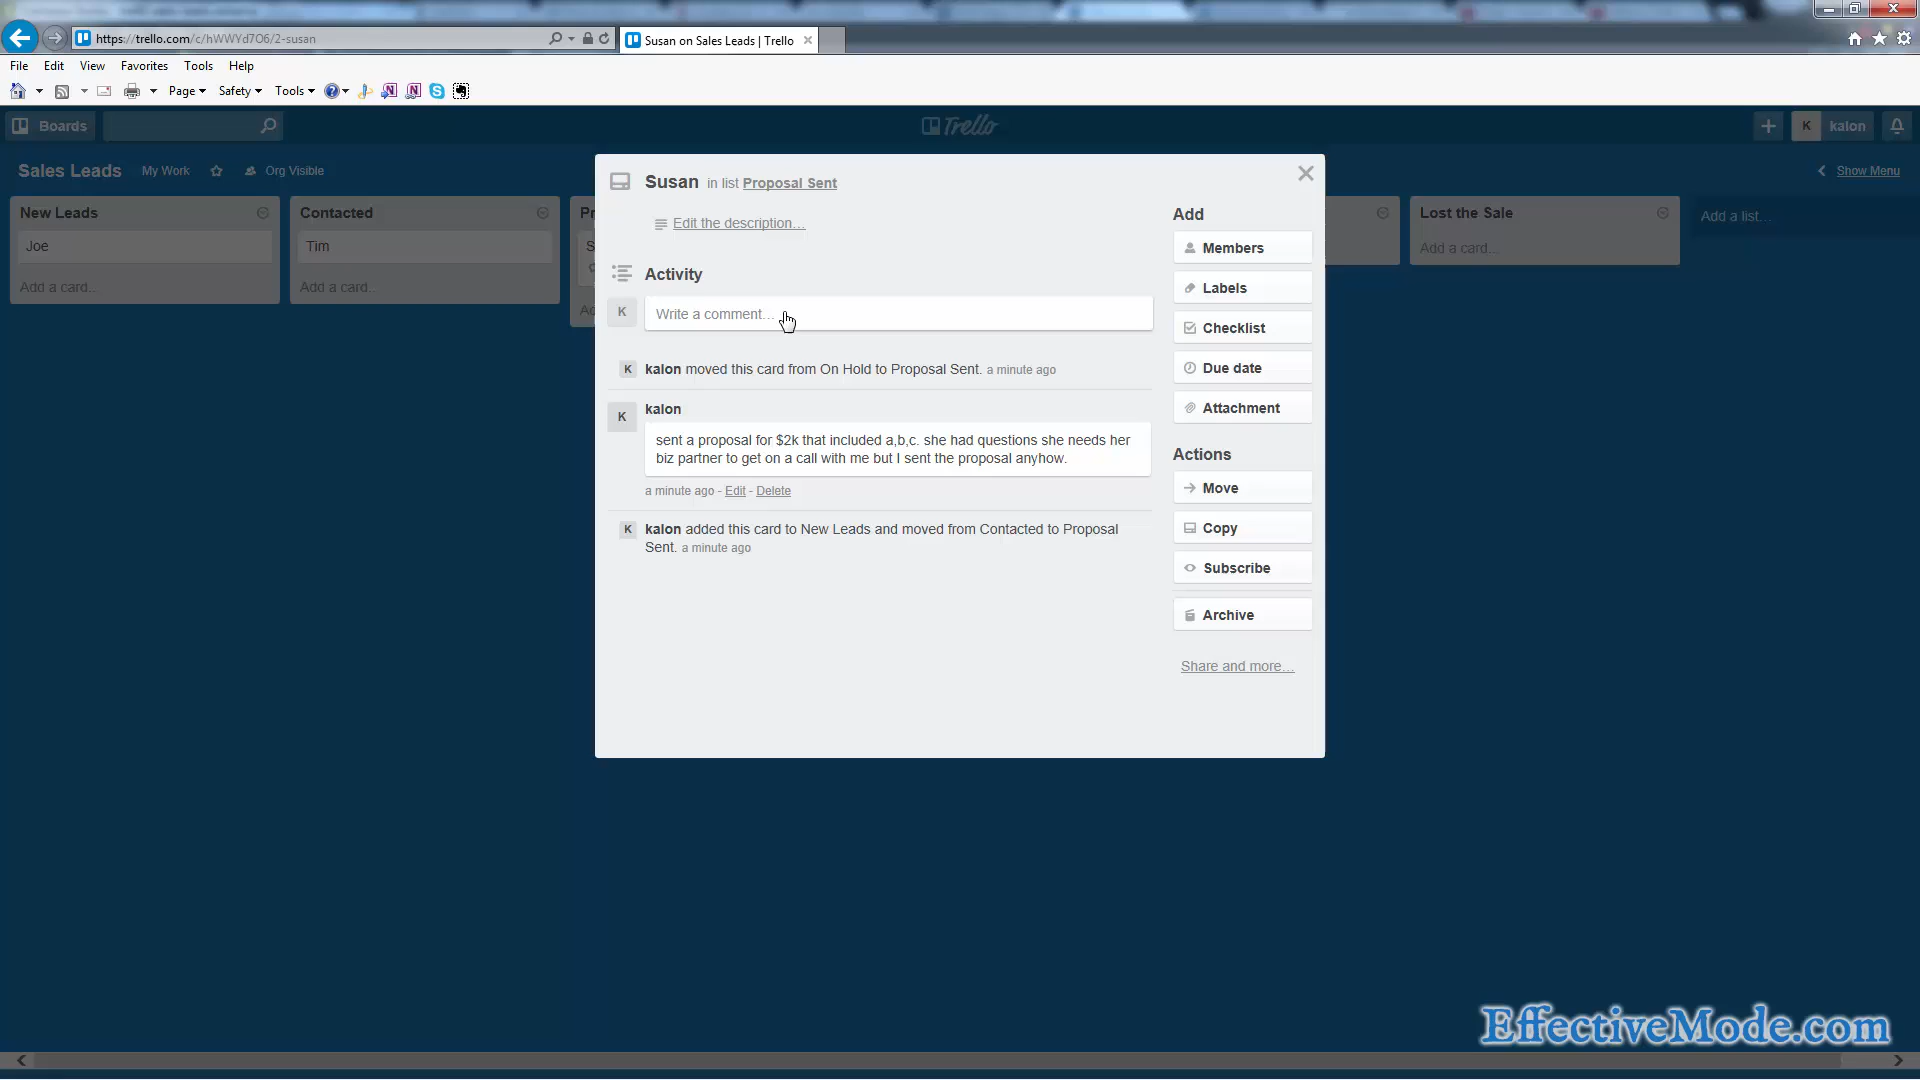 https://trello.com/c/hWWYd7O6/2-susan
Susan on Sales Leads | Trello
File Edit View Favorites Tools Help
Page Safety Tools
Boards
Trello
K kalon
Sales Leads My Work Org Visible
Show Menu
New Leads
Joe
Add a card...
Contacted
Tim
Add a card...
Susan in list Proposal Sent
Edit the description...
Activity
K
Write a comment...
K kalon moved this card from On Hold to Proposal Sent. a minute ago
K kalon
sent a proposal for $2k that included a,b,c. she had questions she needs her
biz partner to get on a call with me but I sent the proposal anyhow.
a minute ago - Edit - Delete
K kalon added this card to New Leads and moved from Contacted to Proposal
Sent. a minute ago
Add
Members
Labels
Checklist
Due date
Attachment
Actions
Move
Copy
Subscribe
Archive
Share and more...
Lost the Sale
Add a card...
Add a list...
EffectiveMode.com